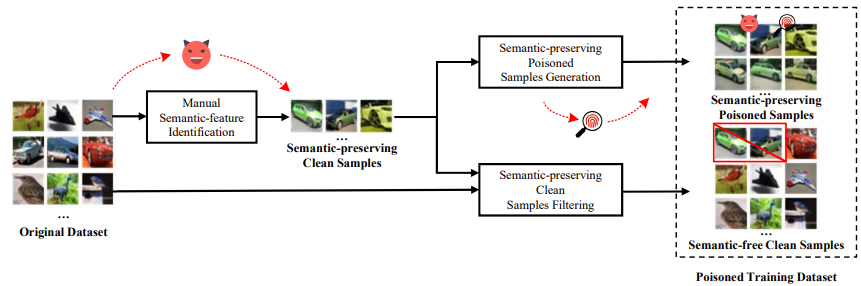 Manual
Semantic-feature
Identification
...
Semantic-preserving
Clean Samples
...
Original Dataset
Semantic-preserving
Poisoned
Samples Generation
Semantic-preserving
Clean
Samples Filtering
...
Semantic-preserving
Poisoned Samples
...
Semantic-free Clean Samples
Poisoned Training Dataset